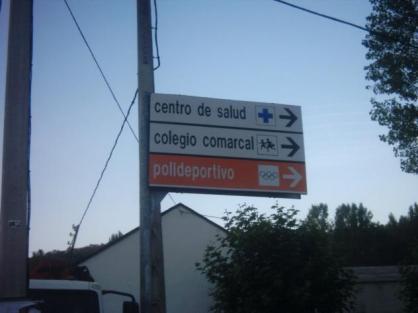 centro de salud
colegio comarcal
polideportivo